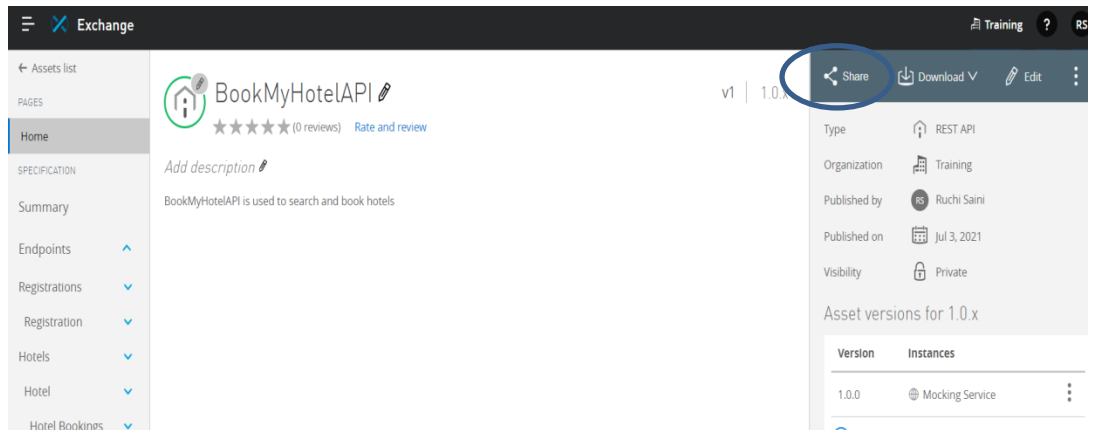 Exchange
Training ? RS
← Assets list
PAGES
Home
SPECIFICATION
Summary
Endpoints
Registrations
Registration
Hotels
Hotel
Hotel Bookings
BookMyHotelAPI
v1 | 1.0.x
(0 reviews) Rate and review
Add description
BookMyHotelAPI is used to search and book hotels
Share Download Edit
Type REST API
Organization Training
Published by RS Ruchi Saini
Published on Jul 3, 2021
Visibility Private
Asset versions for 1.0.x
Version Instances
1.0.0 Mocking Service